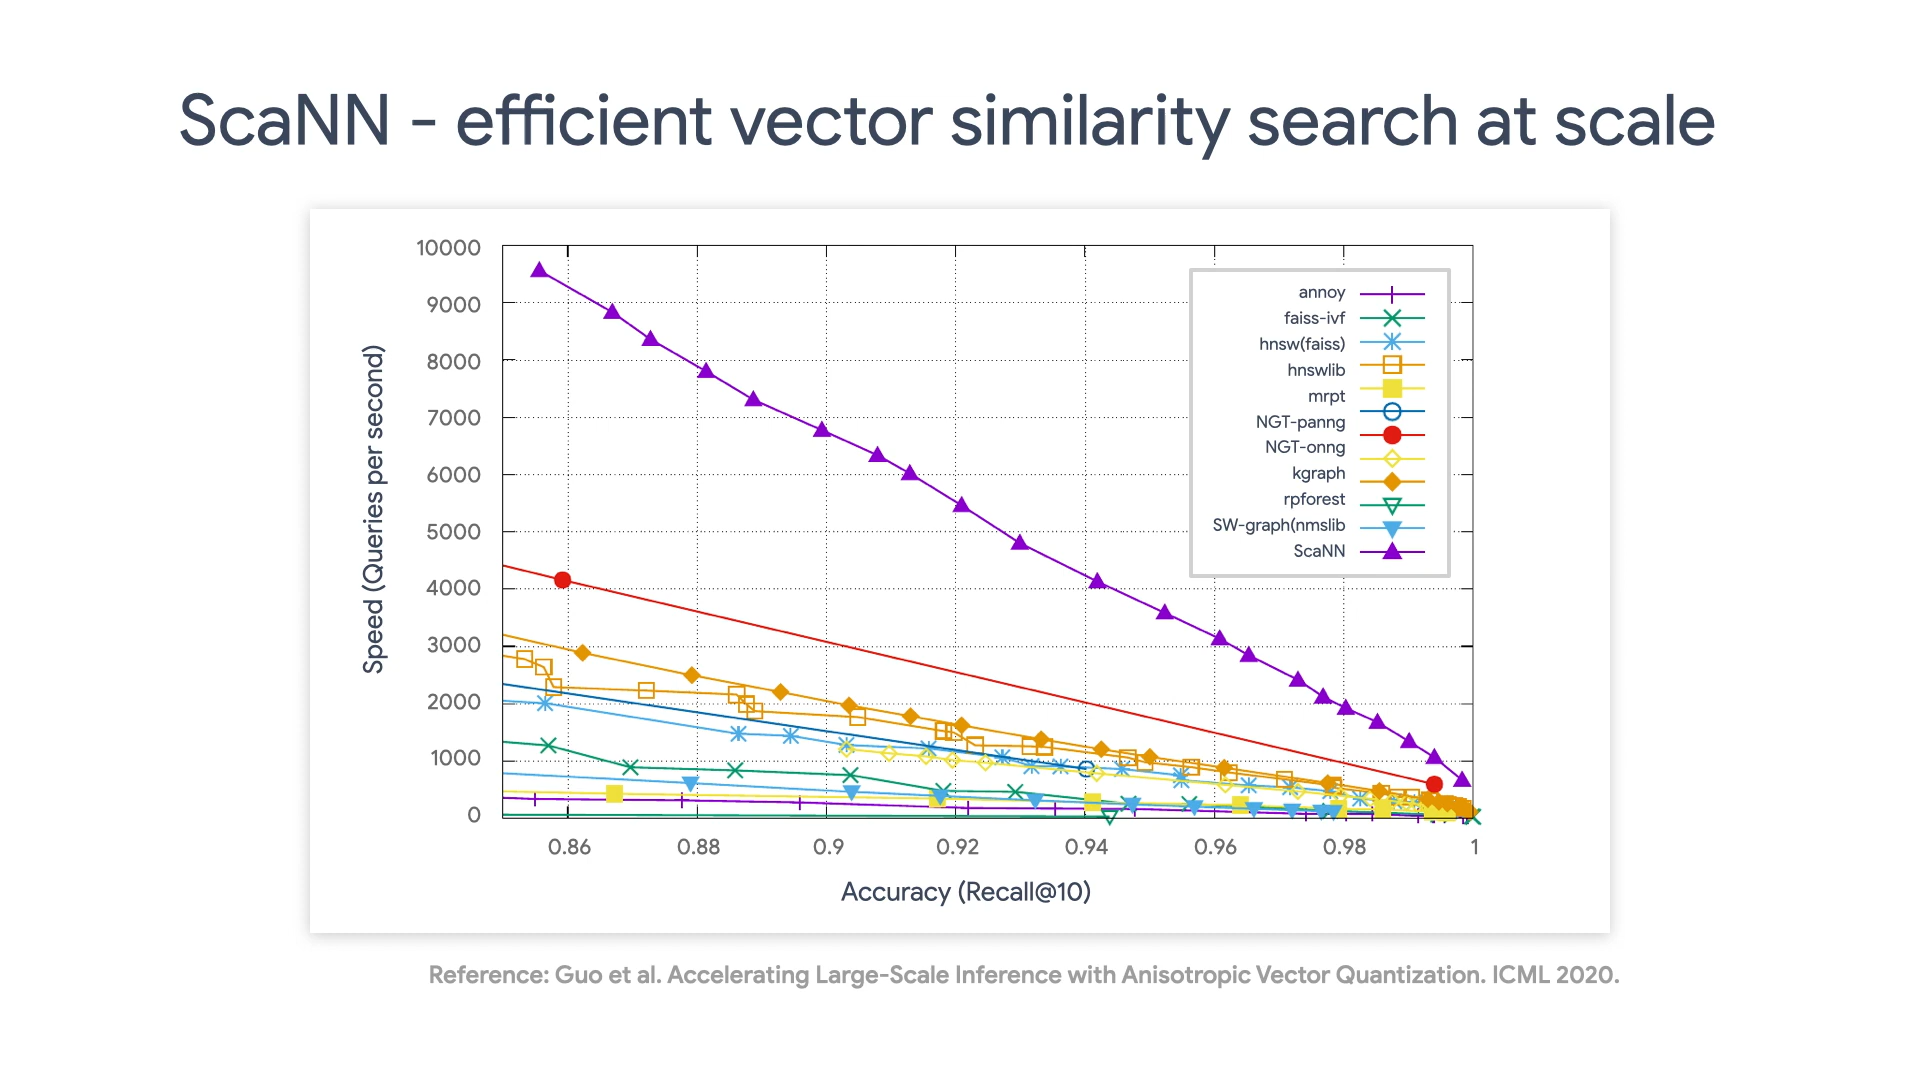 ScaNN - efficient vector similarity search at scale
10000
9000
8000
7000
6000
5000
4000
3000
2000
1000
0
Speed (Queries per second)
annoy
faiss-ivf
hnsw(faiss)
hnswlib
mrpt
NGT-panng
NGT-onng
kgraph
rpforest
SW-graph(nmslib
ScaNN
0.86 0.88 0.9 0.92 0.94 0.96 0.98 1
Accuracy (Recall@10)
Reference: Guo et al. Accelerating Large-Scale Inference with Anisotropic Vector Quantization. ICML 2020.